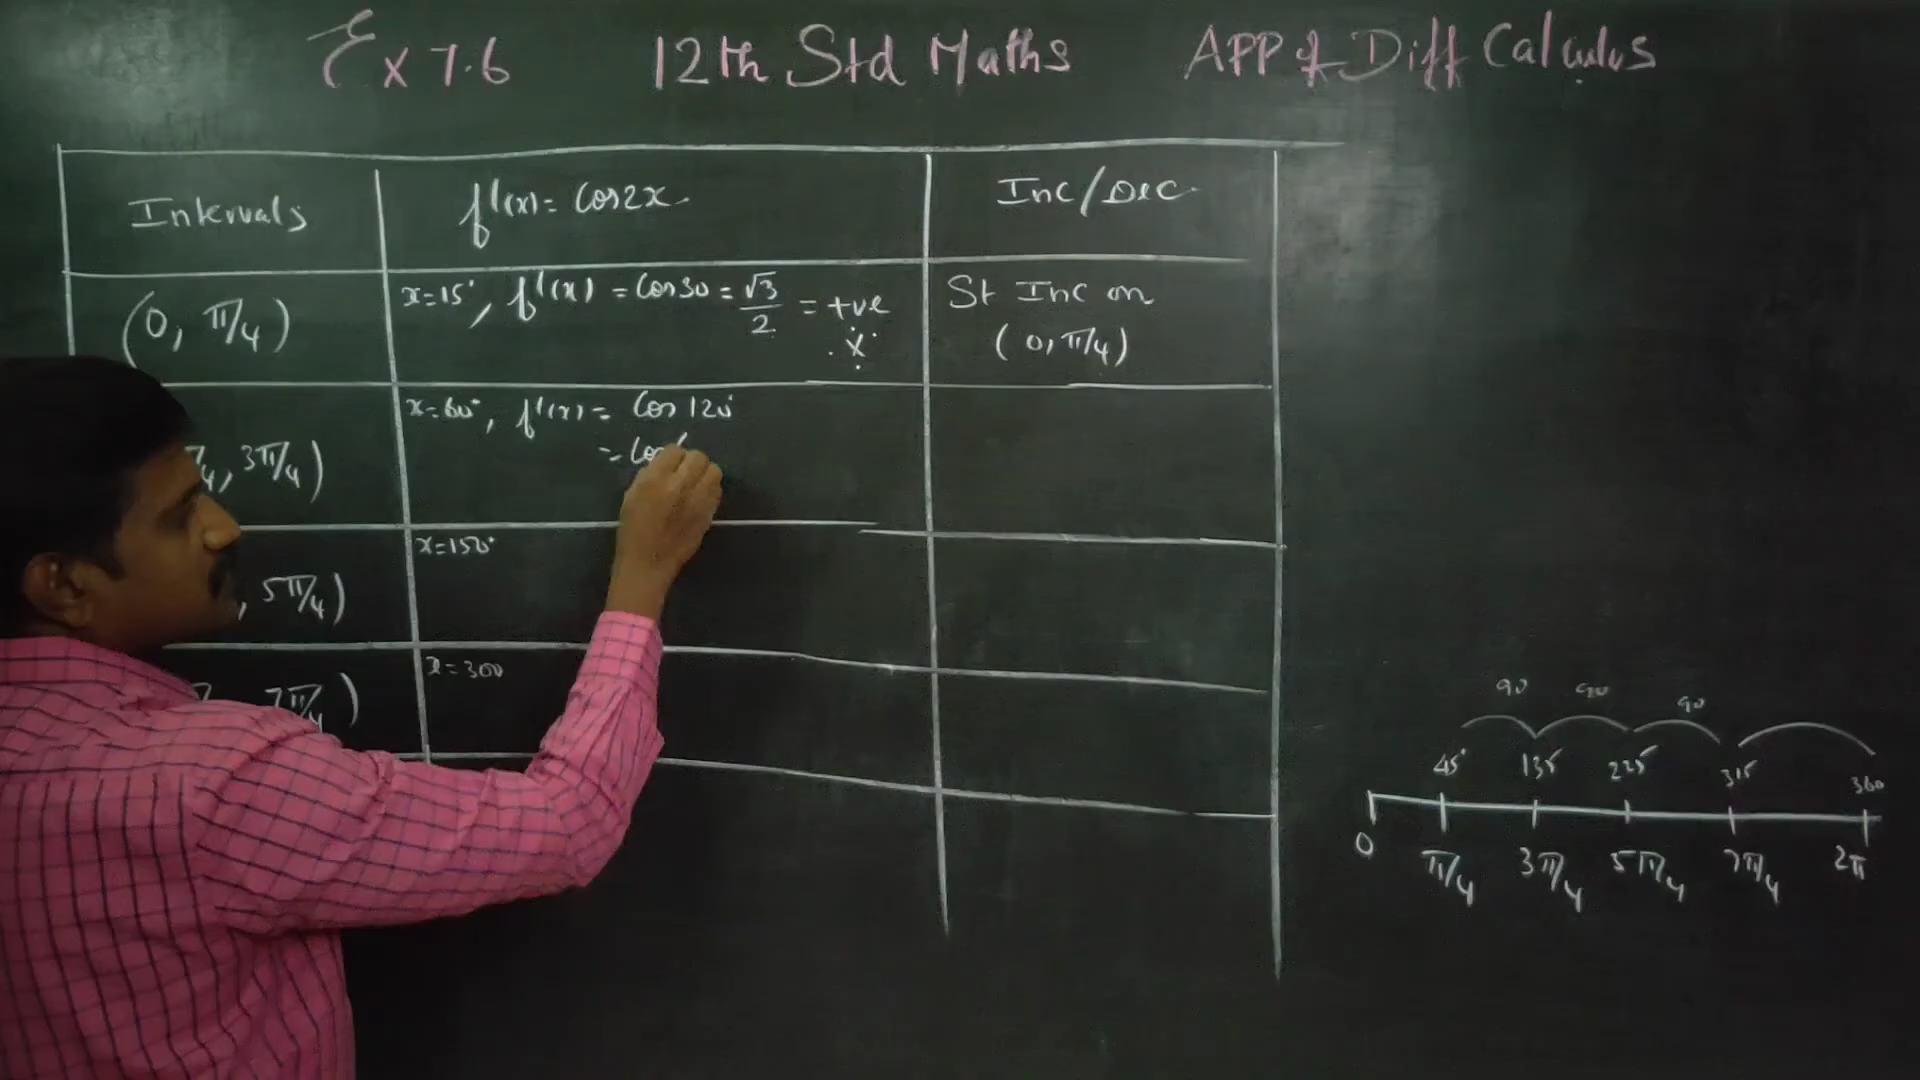 Ex 7.6 12th Std Maths APP of Diff Calculus
Intervals f'(x) = Cos2x Inc/Dec
(0, π/4) x=15°, f'(x) = Cos30 = √3/2 = +ve St Inc on
(0, π/4)
x=60°, f'(x) = Cos 120°
= Cos(
, 3π/4)
x=150°
, 5π/4)
x=300
7π/4)
90 90 90
45° 135 225 315 360
0 π/4 3π/4 5π/4 7π/4 2π